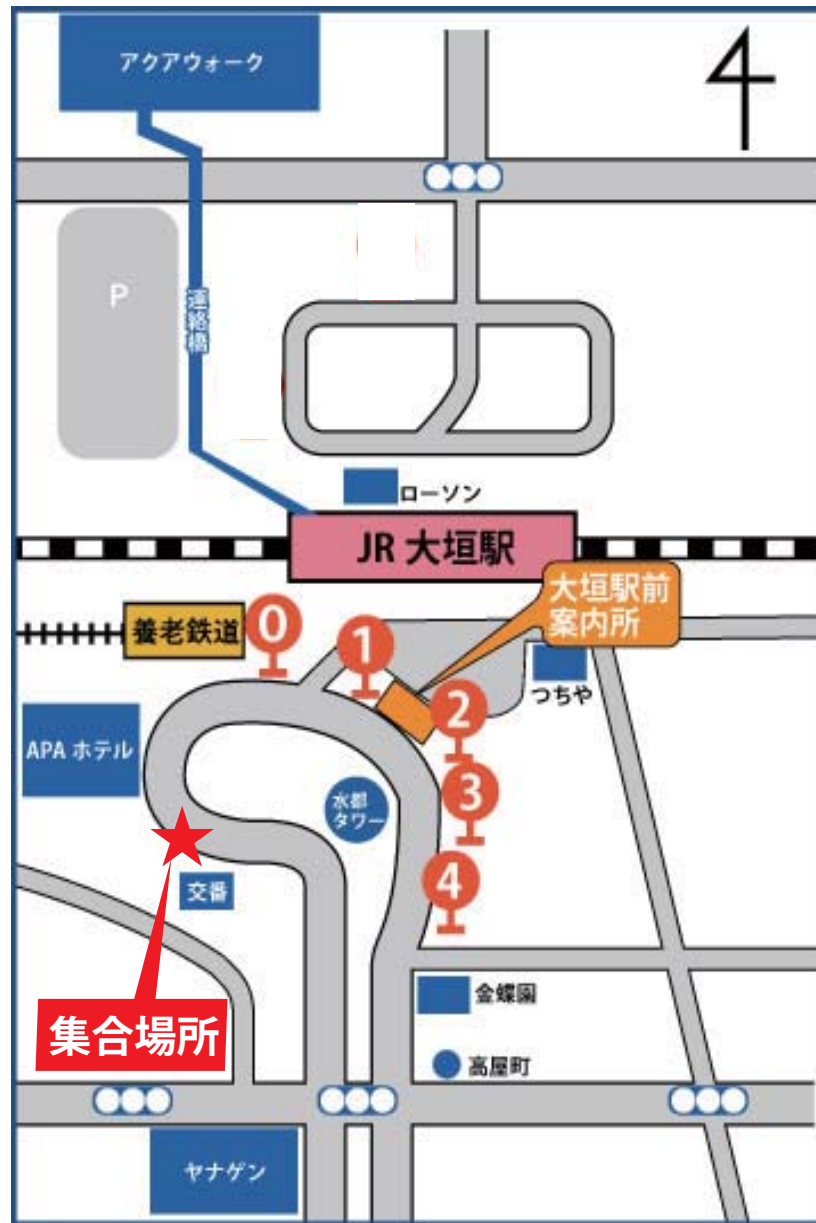 アクアウォーク
P
連絡橋
ローソン
JR 大垣駅
大垣駅前
案内所
養老鉄道
0
1
つちや
2
APA ホテル
水都
タワー
3
交番
4
金蝶園
集合場所
高屋町
ヤナゲン